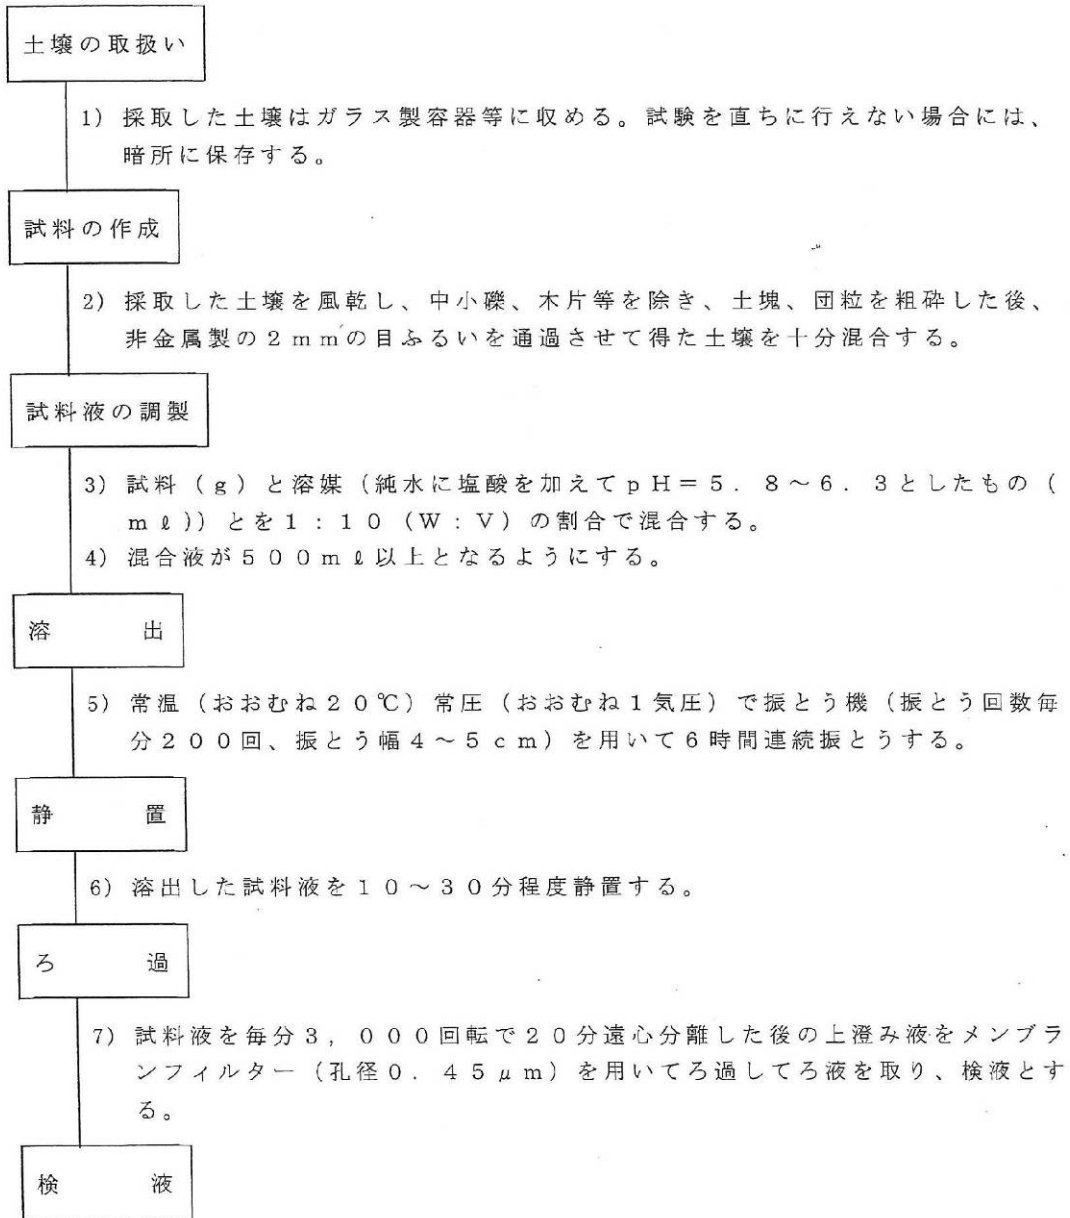 土壌の取扱い
1) 採取した土壌はガラス製容器等に収める。試験を直ちに行えない場合には、
暗所に保存する。
試料の作成
2) 採取した土壌を風乾し、中小礫、木片等を除き、土塊、団粒を粗砕した後、
非金属製の2mmの目ふるいを通過させて得た土壌を十分混合する。
試料液の調製
3) 試料（g）と溶媒（純水に塩酸を加えてpH＝5．8～6．3としたもの（
mℓ））とを1：10（W：V）の割合で混合する。
4) 混合液が500mℓ以上となるようにする。
溶出
5) 常温（おおむね20℃）常圧（おおむね1気圧）で振とう機（振とう回数毎
分200回、振とう幅4～5cm）を用いて6時間連続振とうする。
静置
6) 溶出した試料液を10～30分程度静置する。
ろ過
7) 試料液を毎分3，000回転で20分遠心分離した後の上澄み液をメンブラ
ンフィルター（孔径0．45μm）を用いてろ過してろ液を取り、検液とす
る。
検液